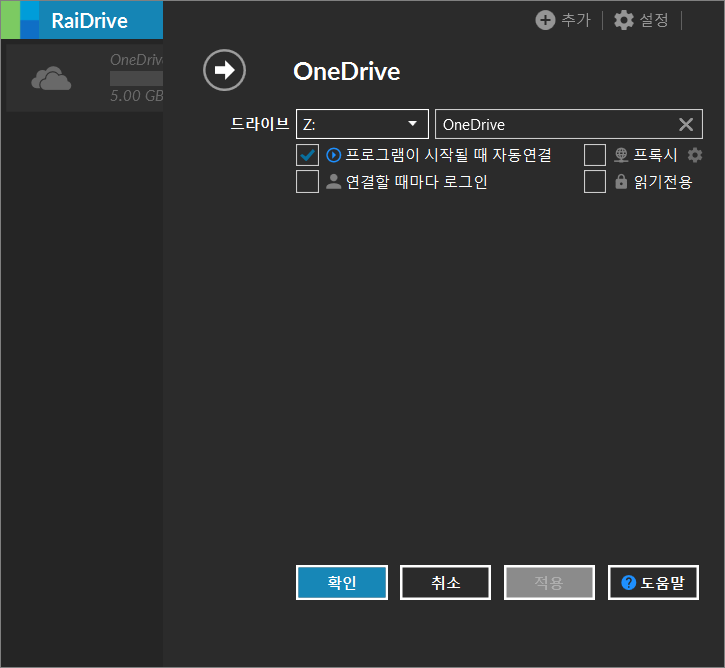 RaiDrive
추가
설정
OneDriv
5.00 GB
OneDrive
드라이브 Z: OneDrive
프로그램이 시작될 때 자동연결 프록시
연결할 때마다 로그인 읽기전용
확인 취소 적용 도움말